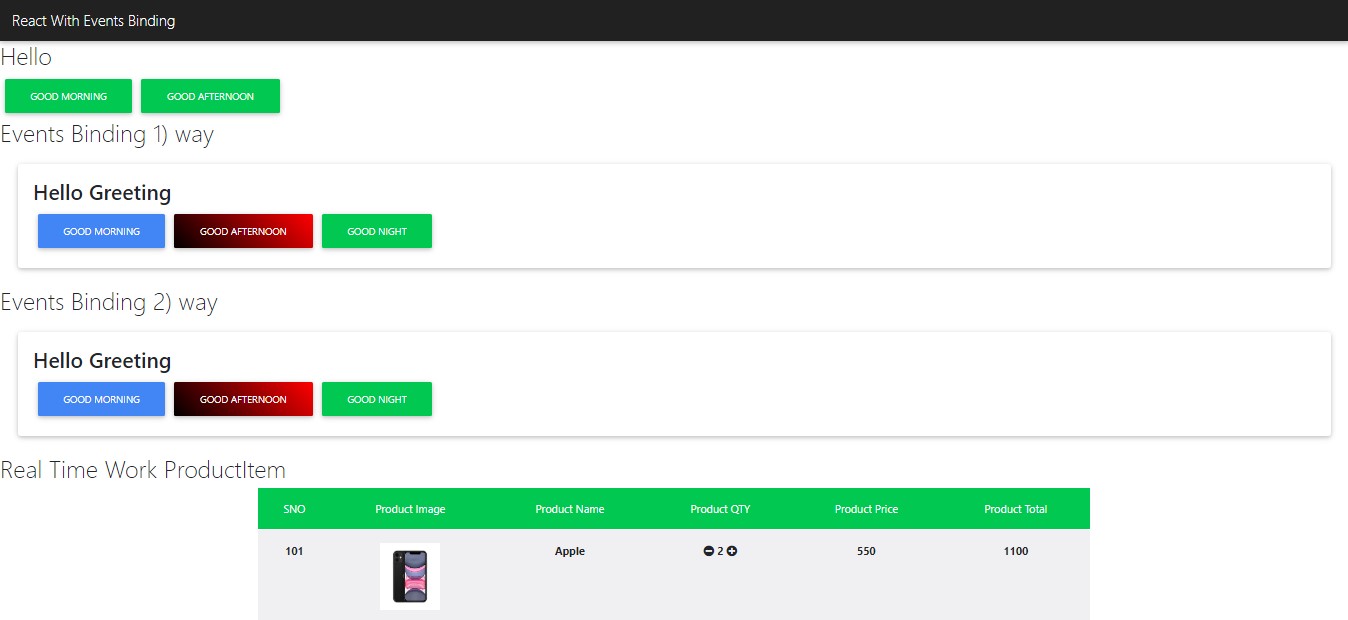 React With Events Binding
Hello
GOOD MORNING GOOD AFTERNOON
Events Binding 1) way
Hello Greeting
GOOD MORNING GOOD AFTERNOON GOOD NIGHT
Events Binding 2) way
Hello Greeting
GOOD MORNING GOOD AFTERNOON GOOD NIGHT
Real Time Work ProductItem
SNO Product Image Product Name Product QTY Product Price Product Total
101 Apple 2 550 1100